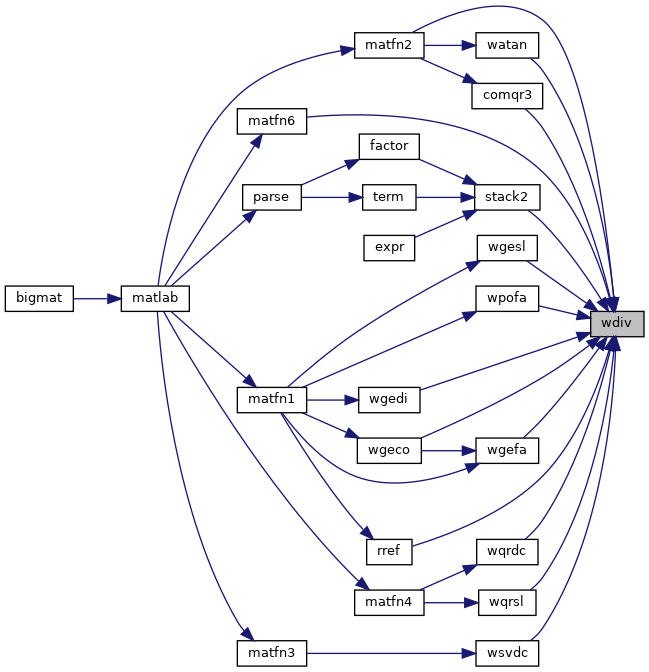 matfn2
watan
comqr3
matfn6
factor
parse
term
stack2
expr
wgesl
bigmat
matlab
wpofa
wdiv
matfn1
wgedi
wgeco
wgefa
rref
wqrdc
matfn4
wqrsl
matfn3
wsvdc